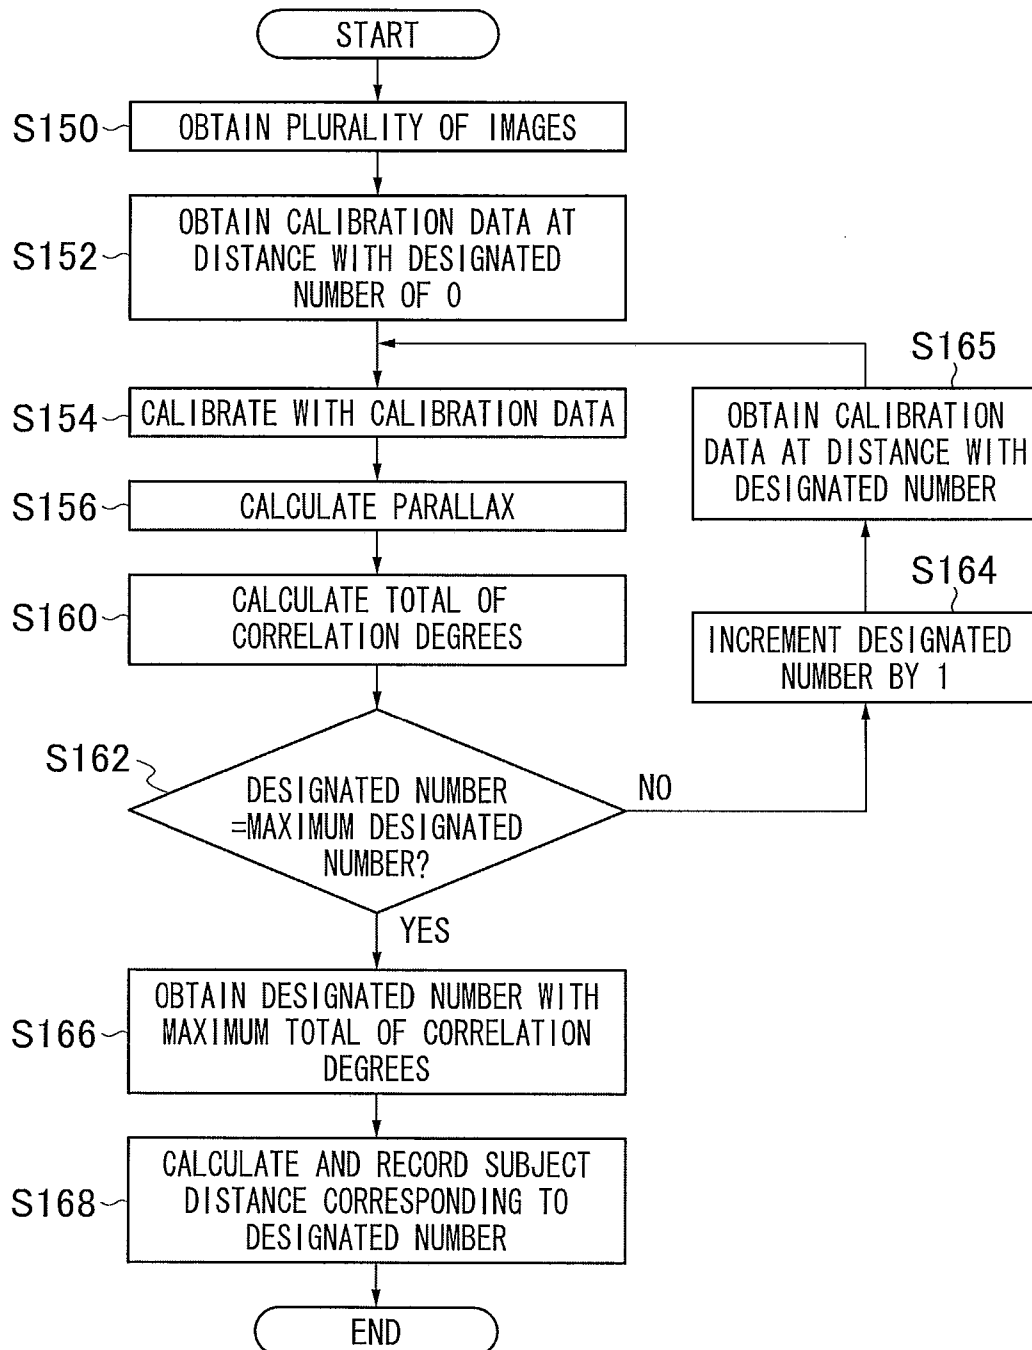 START
S150
OBTAIN PLURALITY OF IMAGES
S152
OBTAIN CALIBRATION DATA AT
DISTANCE WITH DESIGNATED
NUMBER OF 0
S154
CALIBRATE WITH CALIBRATION DATA
S156
CALCULATE PARALLAX
S160
CALCULATE TOTAL OF
CORRELATION DEGREES
S162
DESIGNATED NUMBER
=MAXIMUM DESIGNATED
NUMBER?
NO
S164
INCREMENT DESIGNATED
NUMBER BY 1
S165
OBTAIN CALIBRATION
DATA AT DISTANCE WITH
DESIGNATED NUMBER
YES
S166
OBTAIN DESIGNATED NUMBER WITH
MAXIMUM TOTAL OF CORRELATION
DEGREES
S168
CALCULATE AND RECORD SUBJECT
DISTANCE CORRESPONDING TO
DESIGNATED NUMBER
END